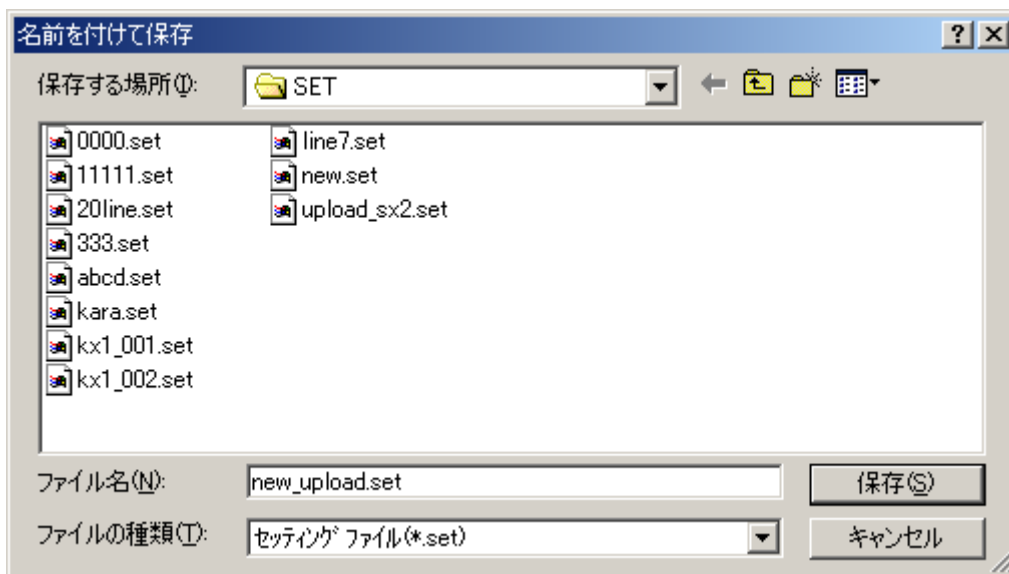 名前を付けて保存
保存する場所(I):
SET
0000.set
11111.set
20line.set
333.set
abcd.set
kara.set
kx1_001.set
kx1_002.set
line7.set
new.set
upload_sx2.set
ファイル名(N):
new_upload.set
保存(S)
ファイルの種類(T):
ｾｯﾃｨﾝｸﾞ ﾌｧｲﾙ(*.set)
キャンセル